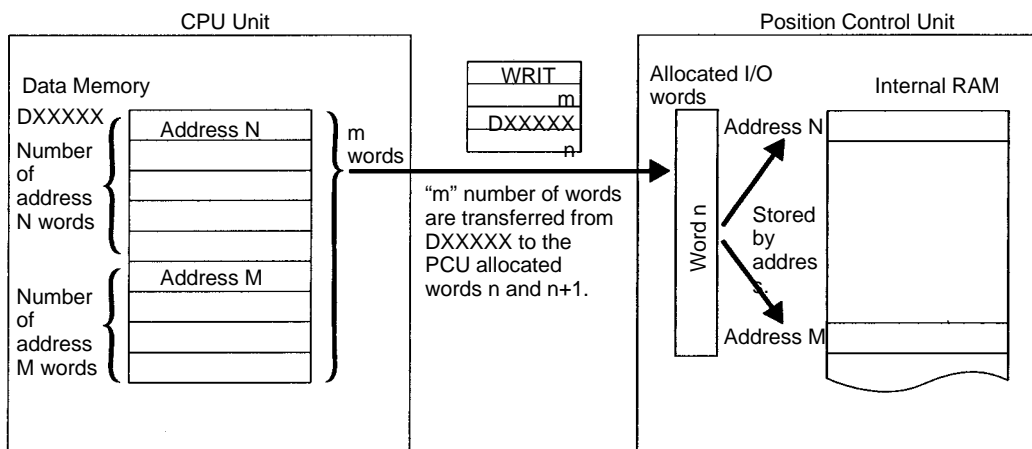 CPU Unit
Data Memory
DXXXXX
Address N
Number
of
address
N words
Address M
Number
of
address
M words
m
words
WRIT
m
DXXXXX
n
“m” number of words
are transferred from
DXXXXX to the
PCU allocated
words n and n+1.
Position Control Unit
Allocated I/O
words
Word n
Address N
Stored
by
addres
s.
Address M
Internal RAM